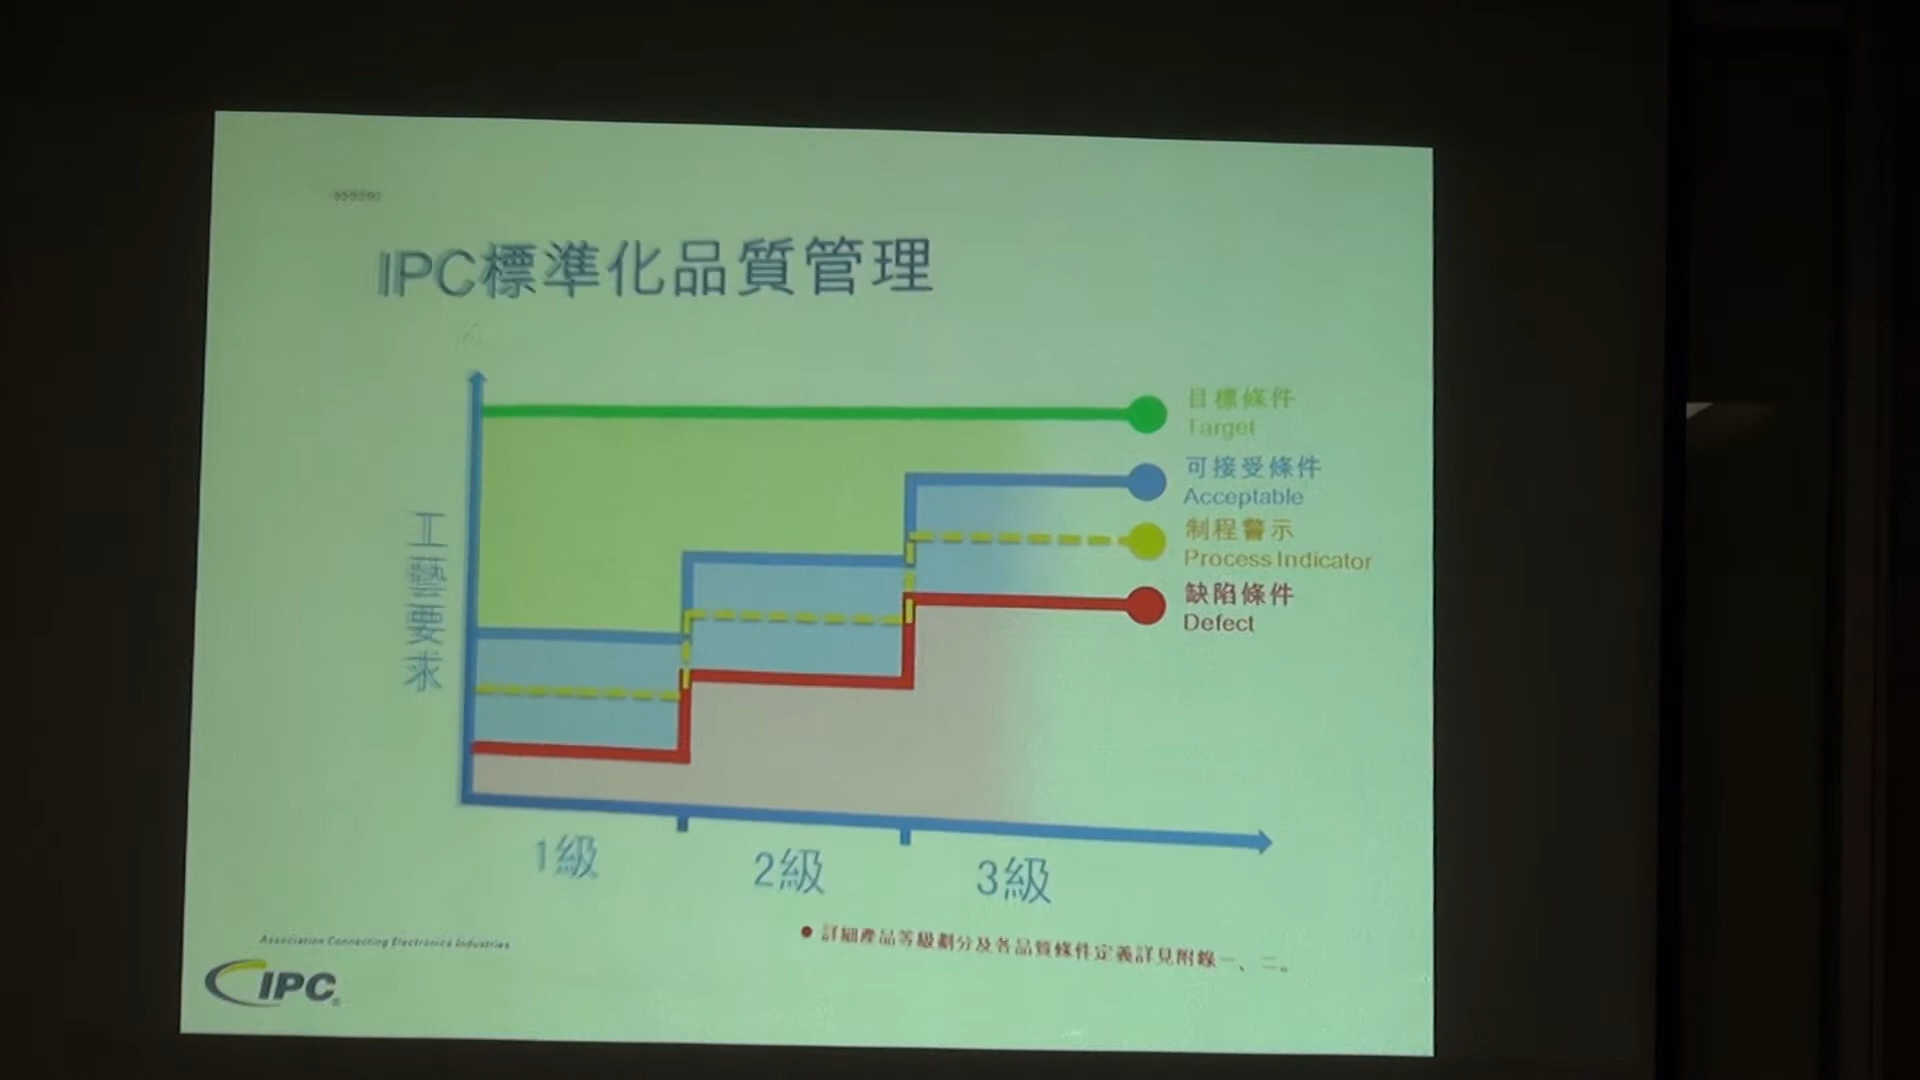 IPC標準化品質管理
目標條件
Target
可接受條件
Acceptable
制程警示
Process Indicator
缺陷條件
Defect
工藝要求
1級
2級
3級
詳細產品等級劃分及各品質條件定義詳見附錄一、二。
Association Connecting Electronics Industries
IPC®